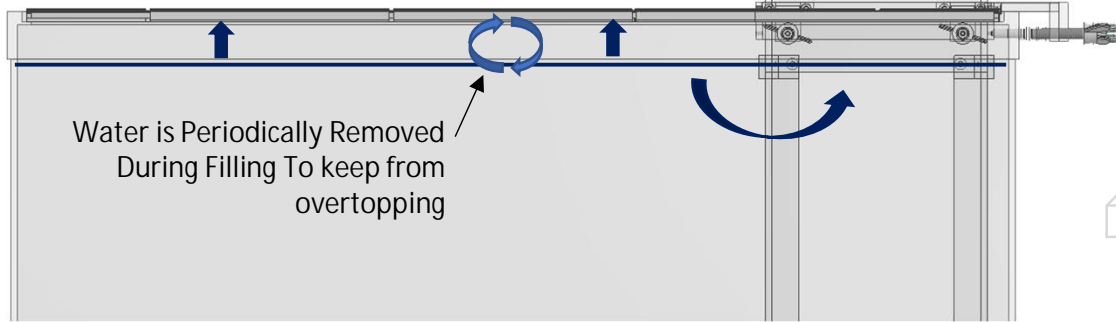 Water is Periodically Removed
During Filling To keep from
overtopping